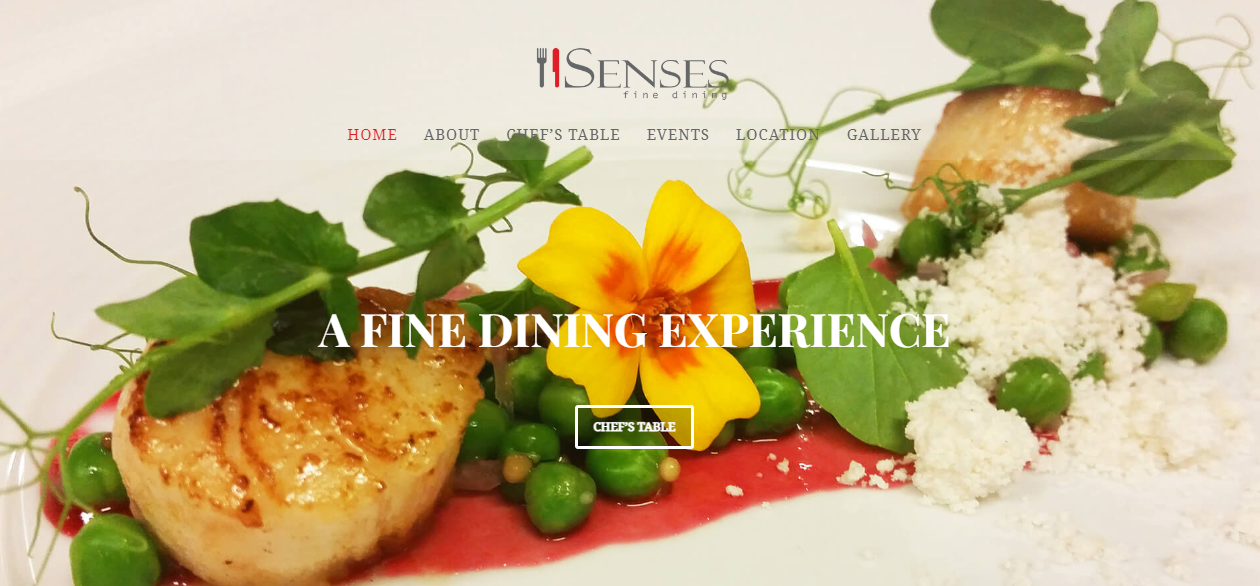 SENSES
fine dining
HOME ABOUT CHEF'S TABLE EVENTS LOCATION GALLERY
A FINE DINING EXPERIENCE
CHEF'S TABLE